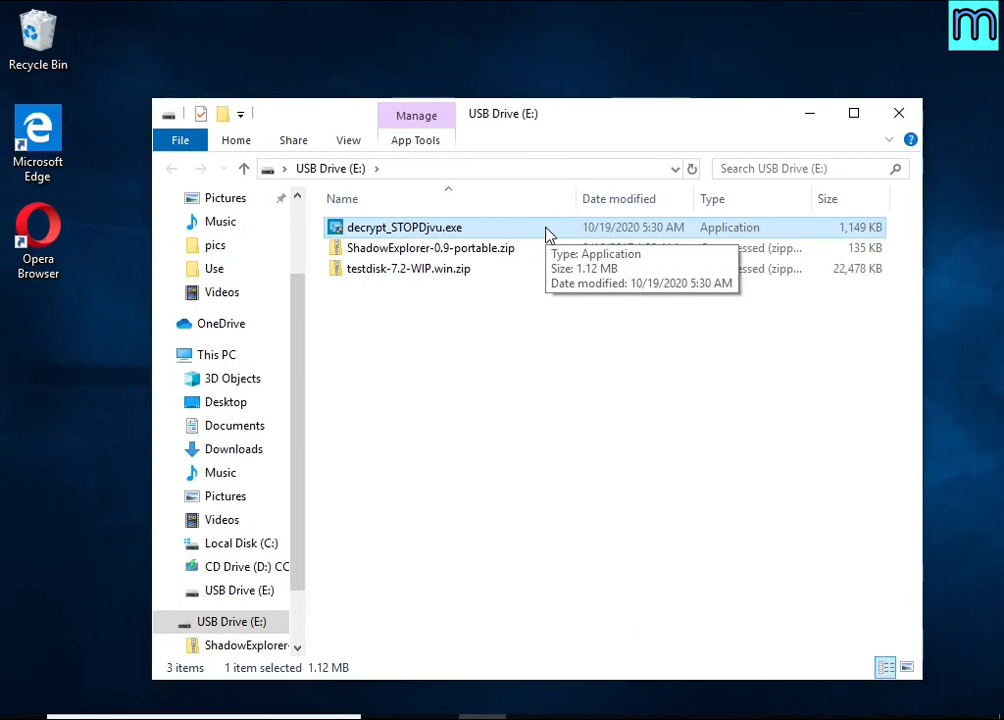 Recycle Bin
m
Microsoft
Edge
Opera
Browser
Manage
USB Drive (E:)
File
Home
Share
View
App Tools
USB Drive (E:)
Search USB Drive (E:)
Name
Date modified
Type
Size
decrypt_STOPDjvu.exe
10/19/2020 5:30 AM
Application
1,149 KB
ShadowExplorer-0.9-portable.zip
essed (zipp...
135 KB
testdisk-7.2-WIP.win.zip
essed (zipp...
22,478 KB
Type: Application
Size: 1.12 MB
Date modified: 10/19/2020 5:30 AM
Pictures
Music
pics
Use
Videos
OneDrive
This PC
3D Objects
Desktop
Documents
Downloads
Music
Pictures
Videos
Local Disk (C:)
CD Drive (D:) CC
USB Drive (E:)
USB Drive (E:)
ShadowExplorer-
3 items
1 item selected 1.12 MB